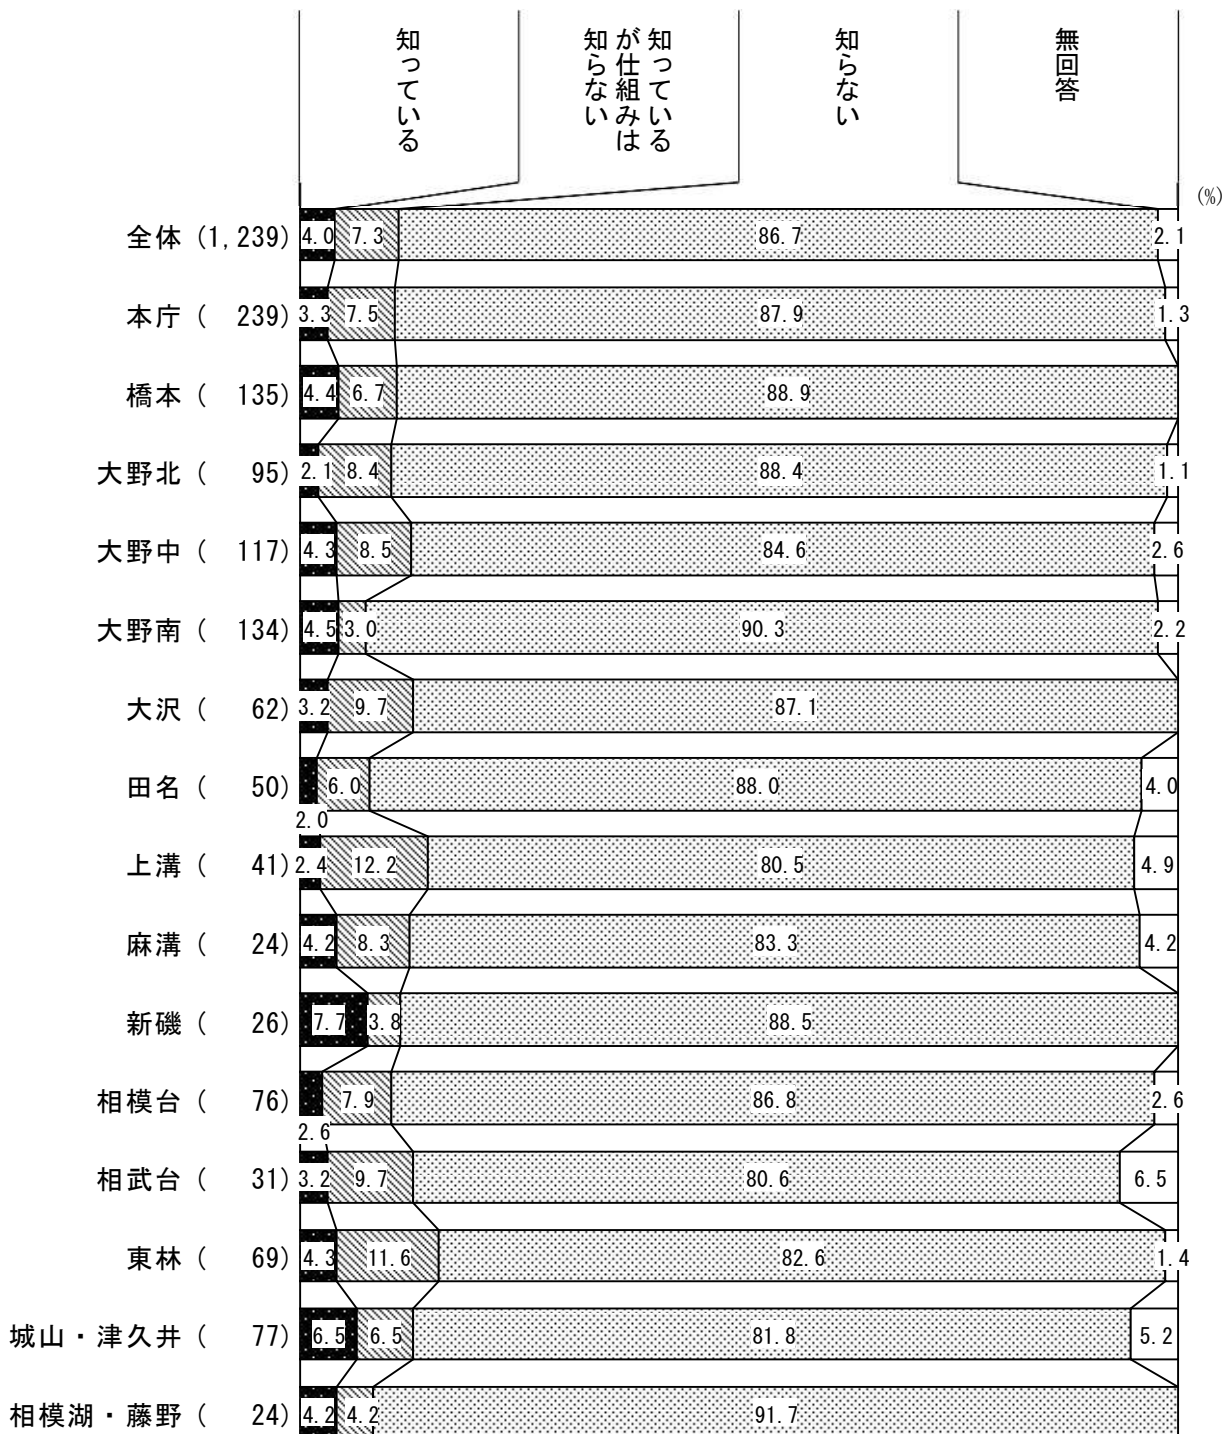 知っている
知っている
が仕組みは
知らない
知らない
無回答
(%)
全体 (1,239) 4.0 7.3 86.7 2.1
本庁 ( 239) 3.3 7.5 87.9 1.3
橋本 ( 135) 4.4 6.7 88.9
大野北 ( 95) 2.1 8.4 88.4 1.1
大野中 ( 117) 4.3 8.5 84.6 2.6
大野南 ( 134) 4.5 3.0 90.3 2.2
大沢 ( 62) 3.2 9.7 87.1
田名 ( 50) 6.0 88.0 4.0
2.0
上溝 ( 41) 2.4 12.2 80.5 4.9
麻溝 ( 24) 4.2 8.3 83.3 4.2
新磯 ( 26) 7.7 3.8 88.5
相模台 ( 76) 7.9 86.8 2.6
2.6
相武台 ( 31) 3.2 9.7 80.6 6.5
東林 ( 69) 4.3 11.6 82.6 1.4
城山・津久井 ( 77) 6.5 6.5 81.8 5.2
相模湖・藤野 ( 24) 4.2 4.2 91.7